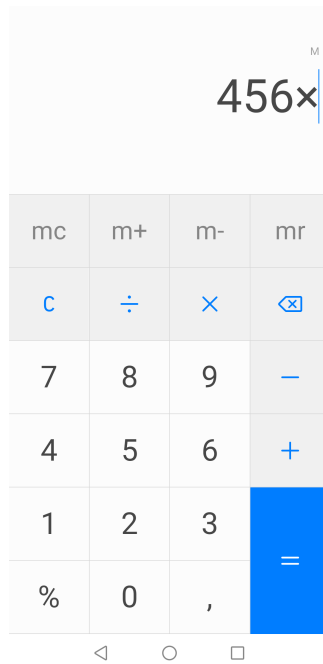 M
456×
mc m+ m- mr
C ÷ ×
7 8 9 −
4 5 6 +
1 2 3
% 0 , =